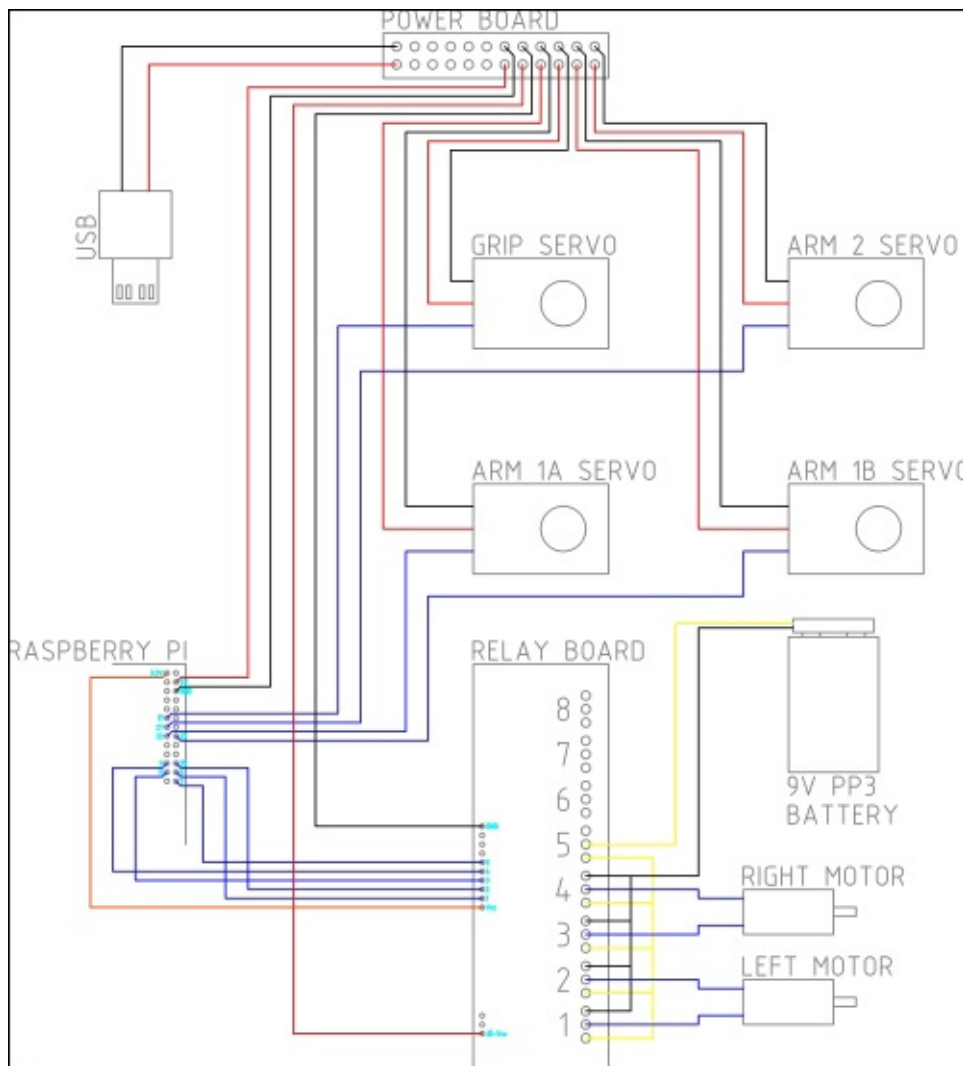 POWER BOARD
USB
GRIP SERVO
ARM 2 SERVO
ARM 1A SERVO
ARM 1B SERVO
RASPBERRY PI
RELAY BOARD
8
7
6
5
4
3
2
1
9V PP3
BATTERY
RIGHT MOTOR
LEFT MOTOR